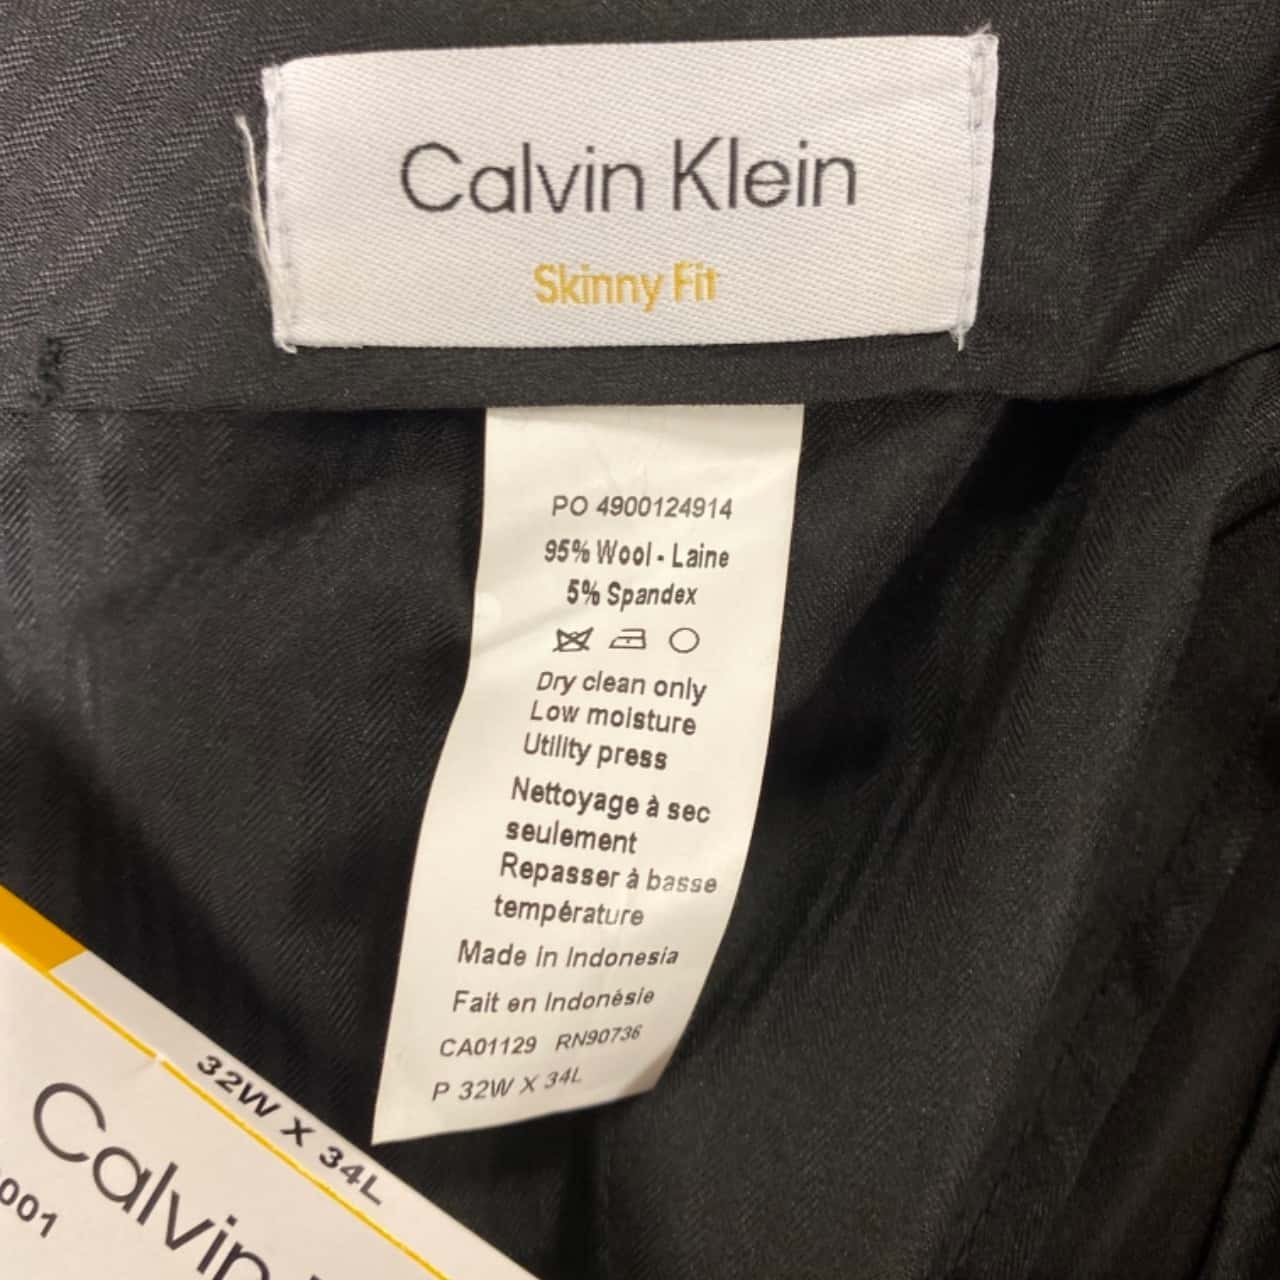 Calvin Klein
Skinny Fit
PO 4900124914
95% Wool - Laine
5% Spandex
Dry clean only
Low moisture
Utility press
Nettoyage à sec
seulement
Repasser à basse
température
Made in Indonesia
Fait en Indonésie
CA01129 RN90736
P 32W X 34L
32W X 34L
Calvin
001